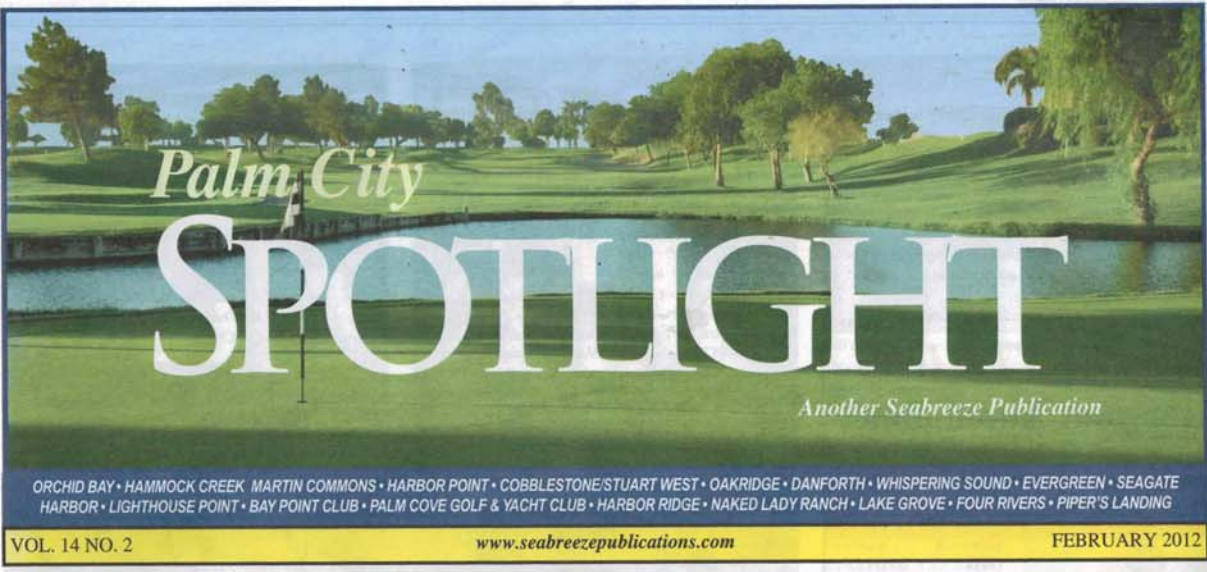 Palm City
SPOTLIGHT
Another Seabreeze Publication
ORCHID BAY • HAMMOCK CREEK MARTIN COMMONS • HARBOR POINT • COBBLESTONE/STUART WEST • OAKRIDGE • DANFORTH • WHISPERING SOUND • EVERGREEN • SEAGATE
HARBOR • LIGHTHOUSE POINT • BAY POINT CLUB • PALM COVE GOLF & YACHT CLUB • HARBOR RIDGE • NAKED LADY RANCH • LAKE GROVE • FOUR RIVERS • PIPER'S LANDING
VOL. 14 NO. 2 www.seabreezepublications.com FEBRUARY 2012